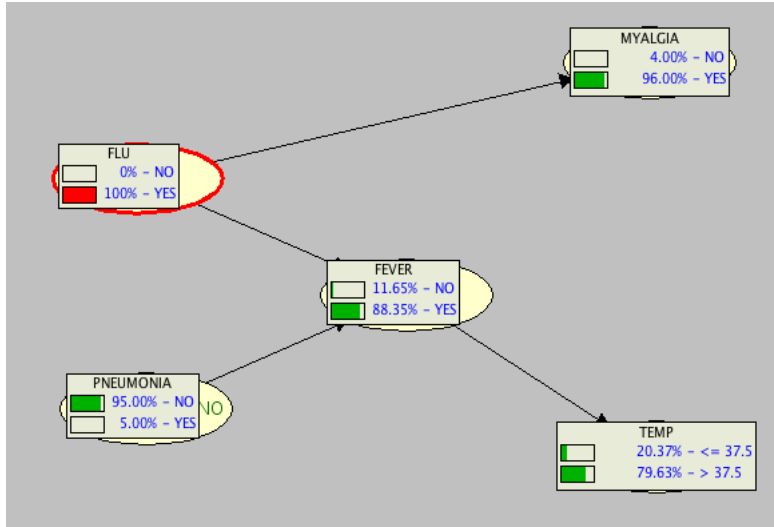 MYALGIA
4.00% - NO
96.00% - YES
FLU
0% - NO
100% - YES
FEVER
11.65% - NO
88.35% - YES
PNEUMONIA
95.00% - NO
5.00% - YES
NO
TEMP
20.37% - <= 37.5
79.63% - > 37.5